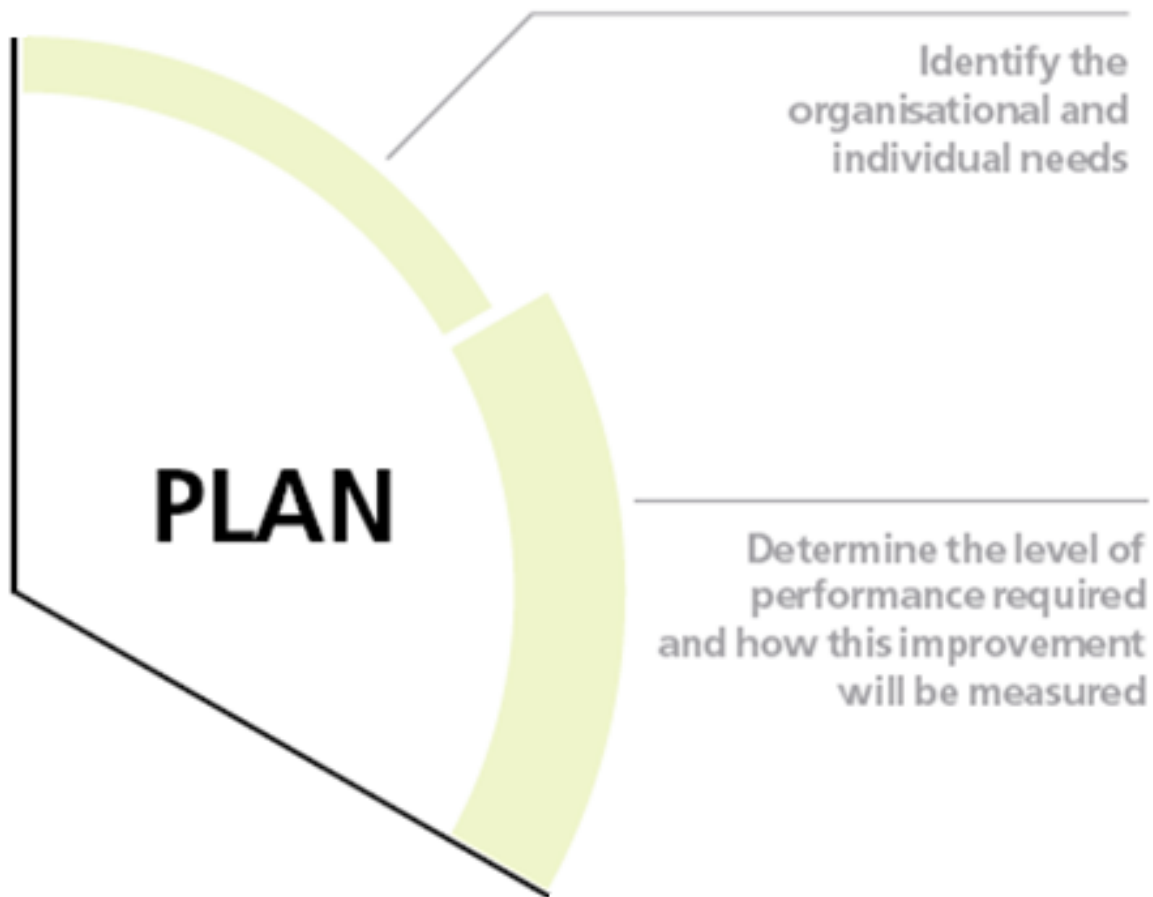 Identify the
organisational and
individual needs
PLAN
Determine the level of
performance required
and how this improvement
will be measured